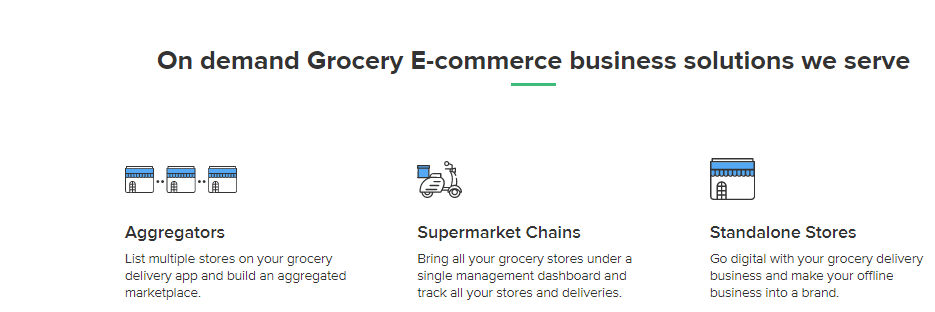 On demand Grocery E-commerce business solutions we serve
Aggregators
List multiple stores on your grocery
delivery app and build an aggregated
marketplace.
Supermarket Chains
Bring all your grocery stores under a
single management dashboard and
track all your stores and deliveries.
Standalone Stores
Go digital with your grocery delivery
business and make your offline
business into a brand.